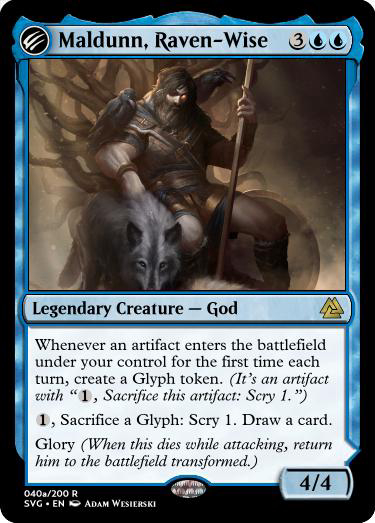 Maldunn, Raven-Wise 3
Legendary Creature — God
Whenever an artifact enters the battlefield
under your control for the first time each
turn, create a Glyph token. (It's an artifact
with “1, Sacrifice this artifact: Scry 1.”)
1, Sacrifice a Glyph: Scry 1. Draw a card.
Glory (When this dies while attacking, return
him to the battlefield transformed.)
4/4
040a/200 R
SVG • EN Adam Wesierski